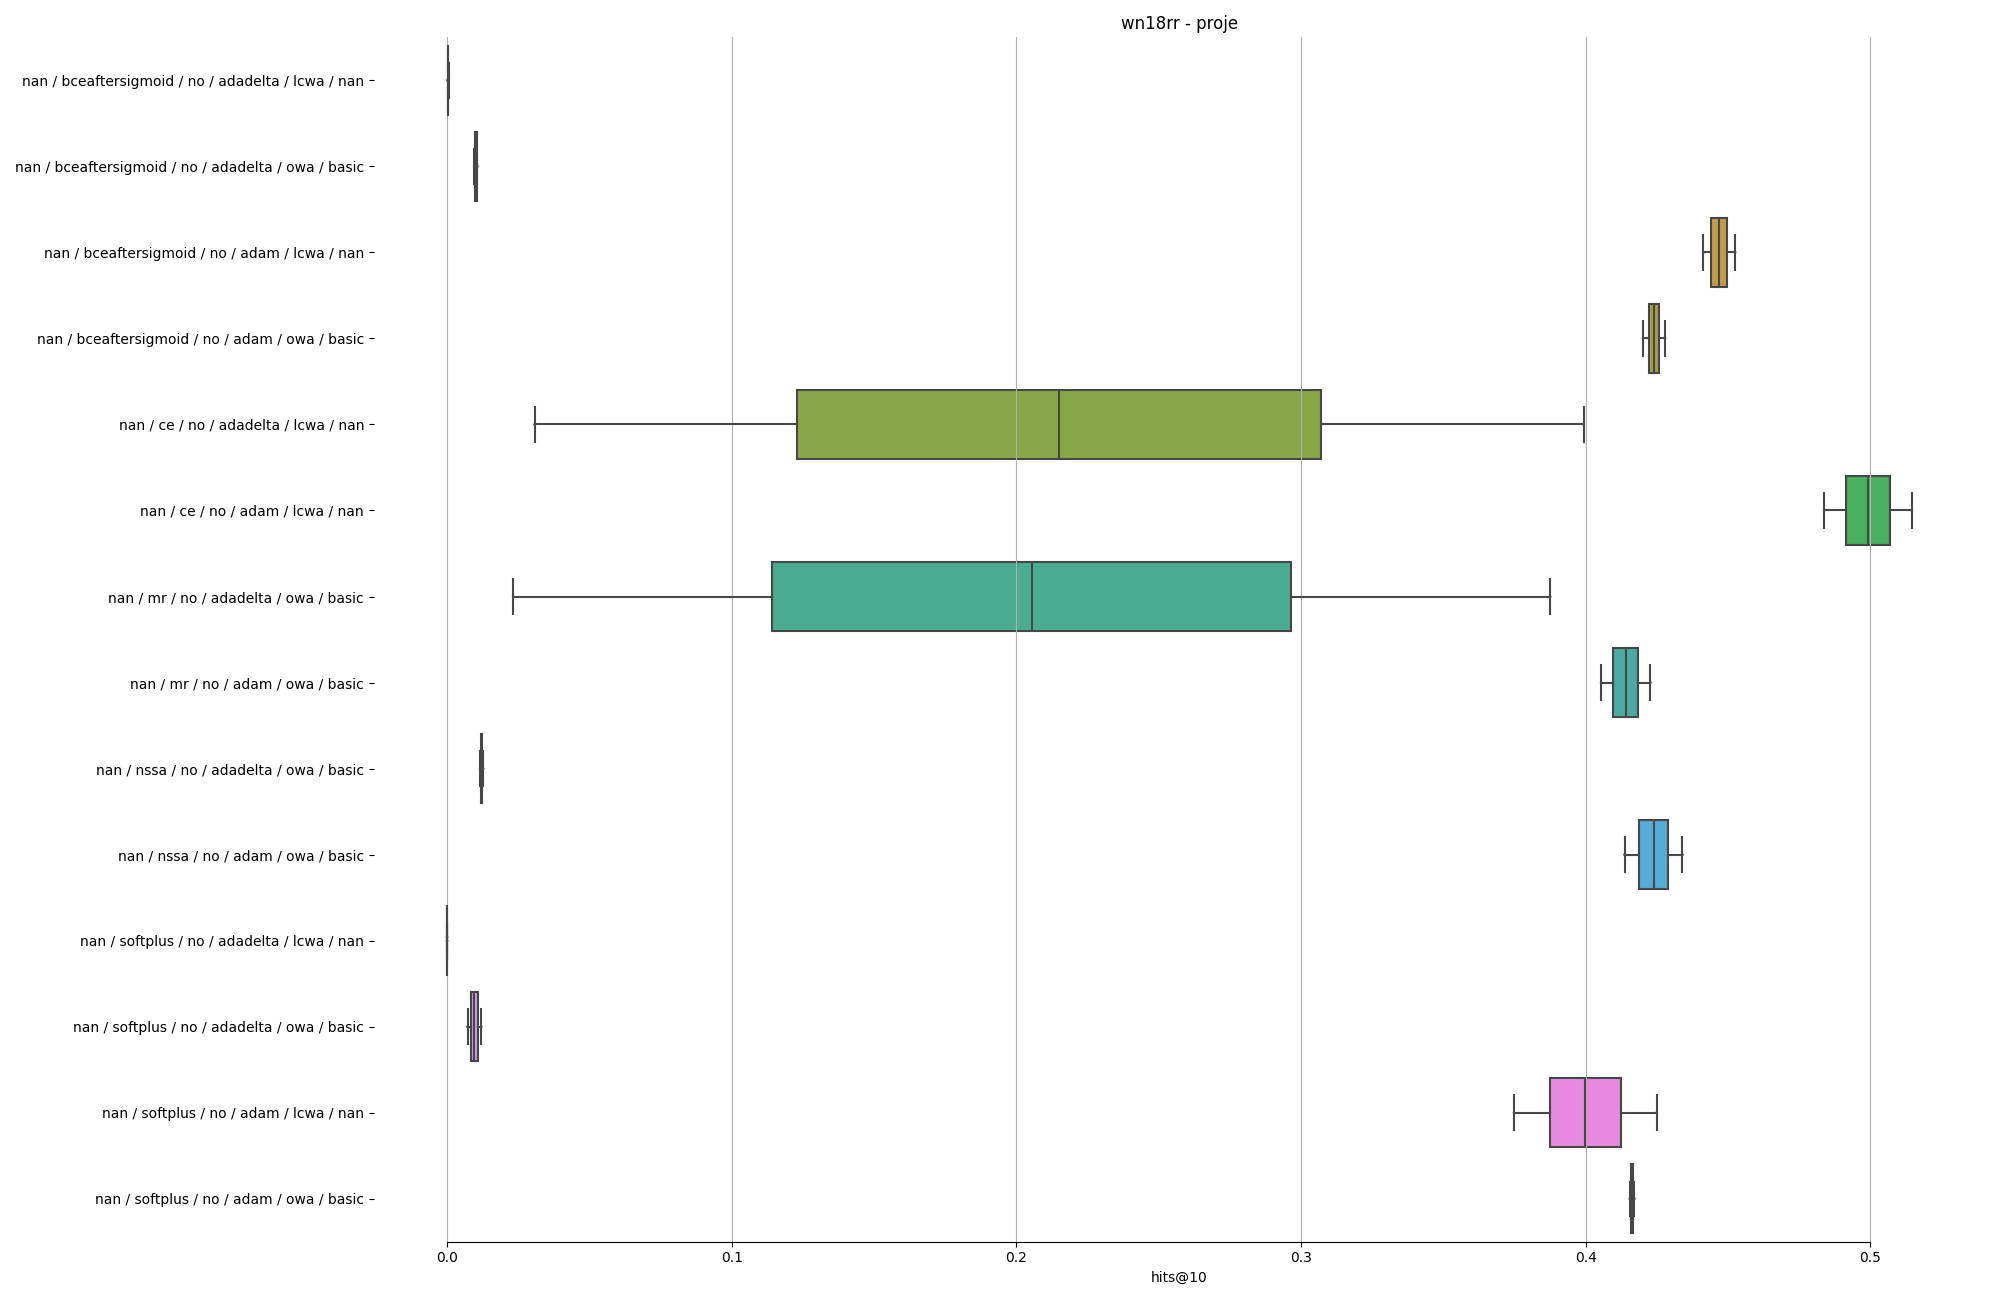 wn18rr - proje
nan / bceaftersigmoid / no / adadelta / lcwa / nan
nan / bceaftersigmoid / no / adadelta / owa / basic
nan / bceaftersigmoid / no / adam / lcwa / nan
nan / bceaftersigmoid / no / adam / owa / basic
nan / ce / no / adadelta / lcwa / nan
nan / ce / no / adam / lcwa / nan
nan / mr / no / adadelta / owa / basic
nan / mr / no / adam / owa / basic
nan / nssa / no / adadelta / owa / basic
nan / nssa / no / adam / owa / basic
nan / softplus / no / adadelta / lcwa / nan
nan / softplus / no / adadelta / owa / basic
nan / softplus / no / adam / lcwa / nan
nan / softplus / no / adam / owa / basic
0.0 0.1 0.2 0.3 0.4 0.5
hits@10